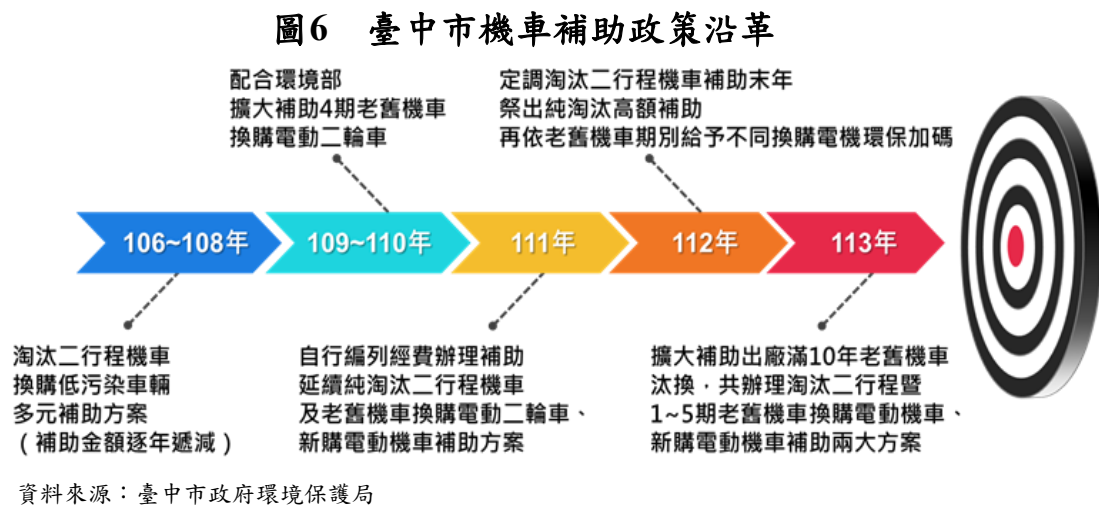 圖6 臺中市機車補助政策沿革
配合環境部
擴大補助4期老舊機車
換購電動二輪車
定調淘汰二行程機車補助末年
祭出純淘汰高額補助
再依老舊機車期別給予不同換購電機環保加碼
106~108年
109~110年
111年
112年
113年
淘汰二行程機車
換購低污染車輛
多元補助方案
(補助金額逐年遞減)
自行編列經費辦理補助
延續純淘汰二行程機車
及老舊機車換購電動二輪車、
新購電動機車補助方案
擴大補助出廠滿10年老舊機車
汰換,共辦理淘汰二行程暨
1~5期老舊機車換購電動機車、
新購電動機車補助兩大方案
資料來源:臺中市政府環境保護局